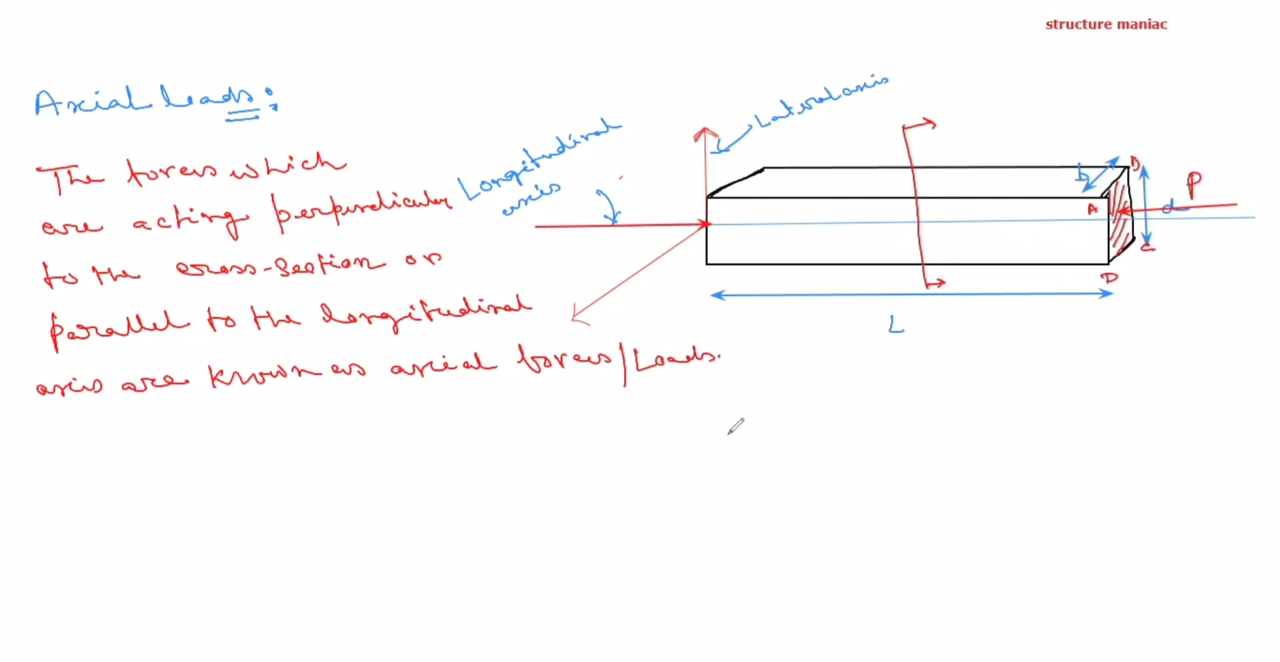 structure maniac
Axial loads:
The forces which
are acting perpendicular
to the cross-section or
parallel to the longitudinal
axis are known as axial forces/Loads.
Longitudinal
axis
Lateral axis
b
D
P
A
d
C
D
L